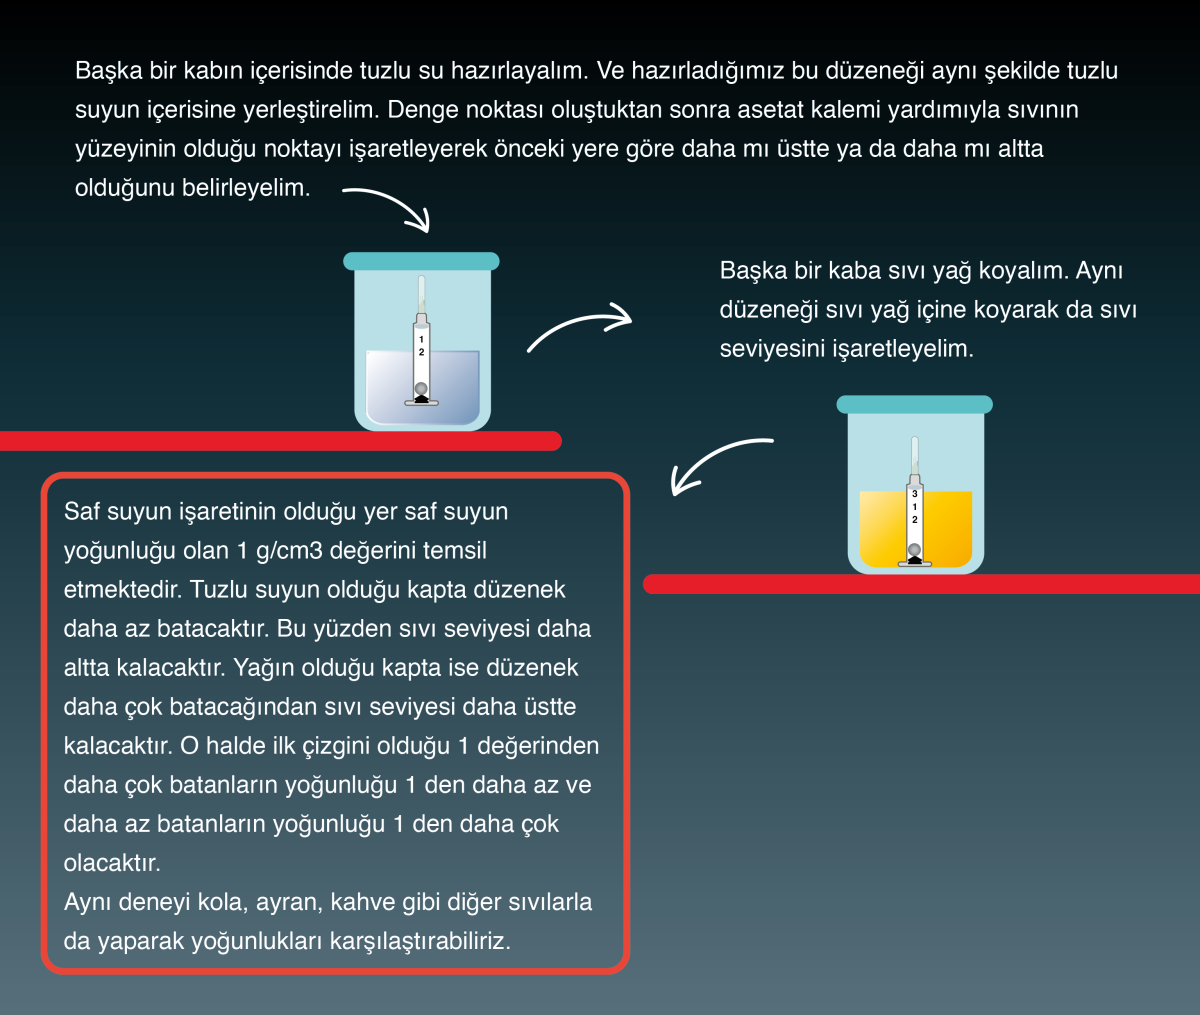 Başka bir kabın içerisinde tuzlu su hazırlayalım. Ve hazırladığımız bu düzeneği aynı şekilde tuzlu
suyun içerisine yerleştirelim. Denge noktası oluştuktan sonra asetat kalemi yardımıyla sıvının
yüzeyinin olduğu noktayı işaretleyerek önceki yere göre daha mı üstte ya da daha mı altta
olduğunu belirleyelim.
1
2
Başka bir kaba sıvı yağ koyalım. Aynı
düzeneği sıvı yağ içine koyarak da sıvı
seviyesini işaretleyelim.
3
1
2
Saf suyun işaretinin olduğu yer saf suyun
yoğunluğu olan 1 g/cm3 değerini temsil
etmektedir. Tuzlu suyun olduğu kapta düzenek
daha az batacaktır. Bu yüzden sıvı seviyesi daha
altta kalacaktır. Yağın olduğu kapta ise düzenek
daha çok batacağından sıvı seviyesi daha üstte
kalacaktır. O halde ilk çizgini olduğu 1 değerinden
daha çok batanların yoğunluğu 1 den daha az ve
daha az batanların yoğunluğu 1 den daha çok
olacaktır.
Aynı deneyi kola, ayran, kahve gibi diğer sıvılarla
da yaparak yoğunlukları karşılaştırabiliriz.